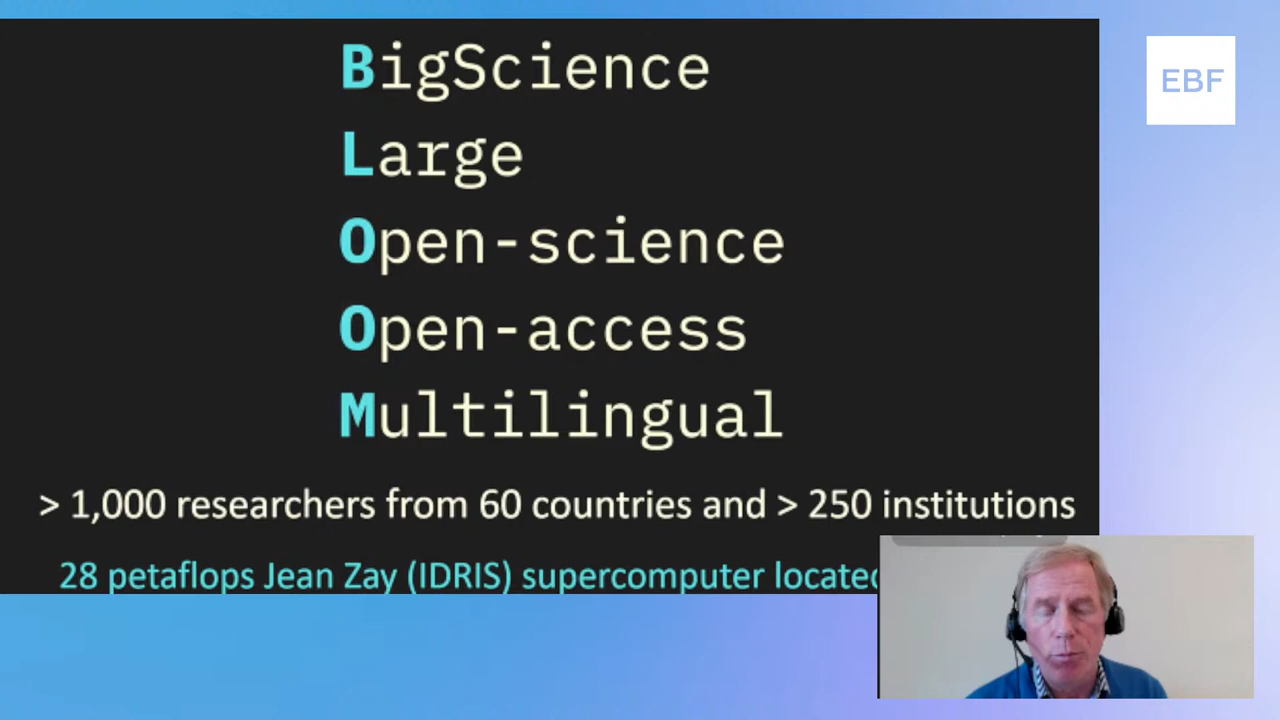 BigScience
EBF
Large
Open-science
Open-access
Multilingual
> 1,000 researchers from 60 countries and > 250 institutions
28 petaflops Jean Zay (IDRIS) supercomputer located